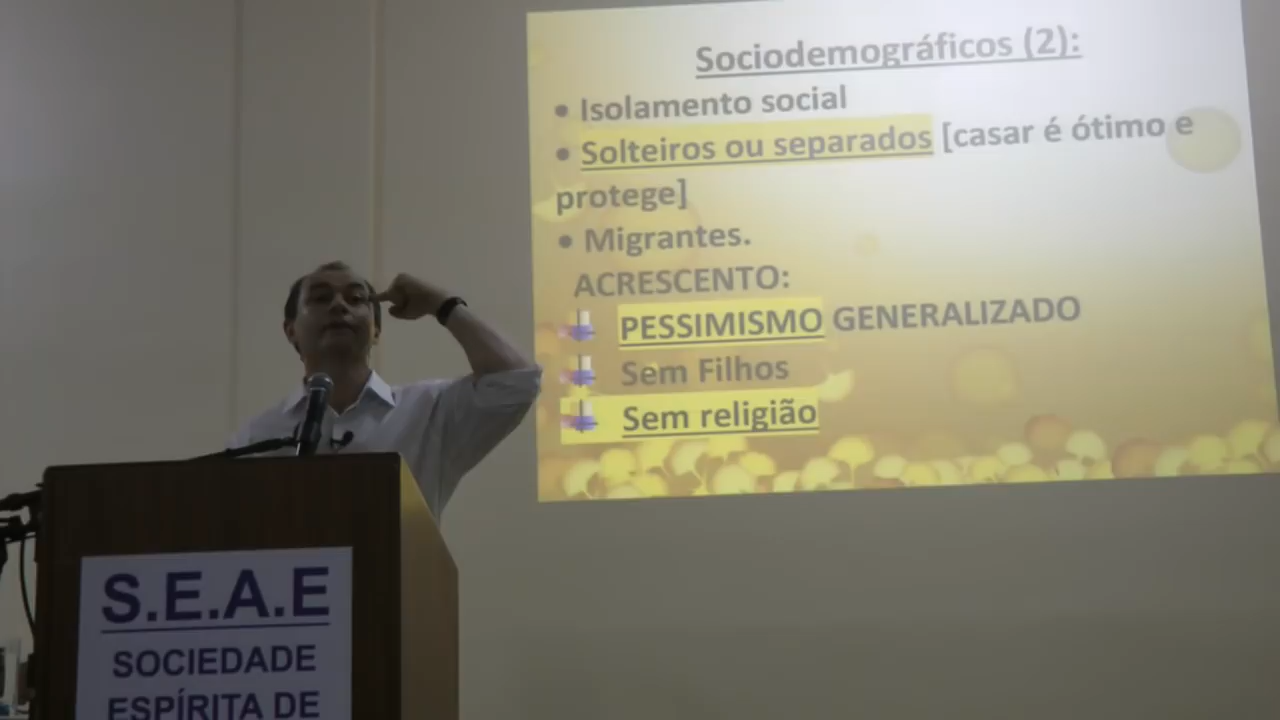 Sociodemográficos (2):
• Isolamento social
• Solteiros ou separados [casar é ótimo e
protege]
• Migrantes.
ACRESCENTO:
PESSIMISMO GENERALIZADO
Sem Filhos
Sem religião
S.E.A.E
SOCIEDADE
ESPÍRITA DE